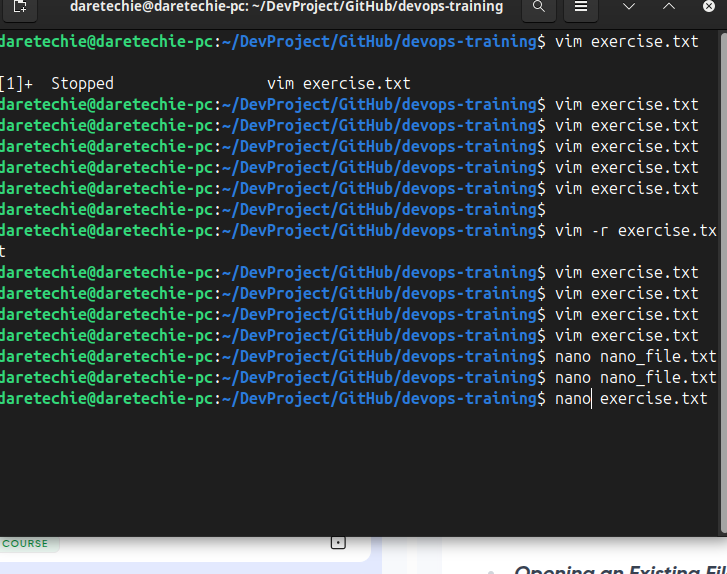 daretechie@daretechie-pc: ~/DevProject/GitHub/devops-training
daretechie@daretechie-pc:~/DevProject/GitHub/devops-training$ vim exercise.txt
[1]+  Stopped                 vim exercise.txt
daretechie@daretechie-pc:~/DevProject/GitHub/devops-training$ vim exercise.txt
daretechie@daretechie-pc:~/DevProject/GitHub/devops-training$ vim exercise.txt
daretechie@daretechie-pc:~/DevProject/GitHub/devops-training$ vim exercise.txt
daretechie@daretechie-pc:~/DevProject/GitHub/devops-training$ vim exercise.txt
daretechie@daretechie-pc:~/DevProject/GitHub/devops-training$ vim exercise.txt
daretechie@daretechie-pc:~/DevProject/GitHub/devops-training$
daretechie@daretechie-pc:~/DevProject/GitHub/devops-training$ vim -r exercise.tx
t
daretechie@daretechie-pc:~/DevProject/GitHub/devops-training$ vim exercise.txt
daretechie@daretechie-pc:~/DevProject/GitHub/devops-training$ vim exercise.txt
daretechie@daretechie-pc:~/DevProject/GitHub/devops-training$ vim exercise.txt
daretechie@daretechie-pc:~/DevProject/GitHub/devops-training$ vim exercise.txt
daretechie@daretechie-pc:~/DevProject/GitHub/devops-training$ nano nano_file.txt
daretechie@daretechie-pc:~/DevProject/GitHub/devops-training$ nano nano_file.txt
daretechie@daretechie-pc:~/DevProject/GitHub/devops-training$ nano exercise.txt
COURSE
Opening an Existing Fil